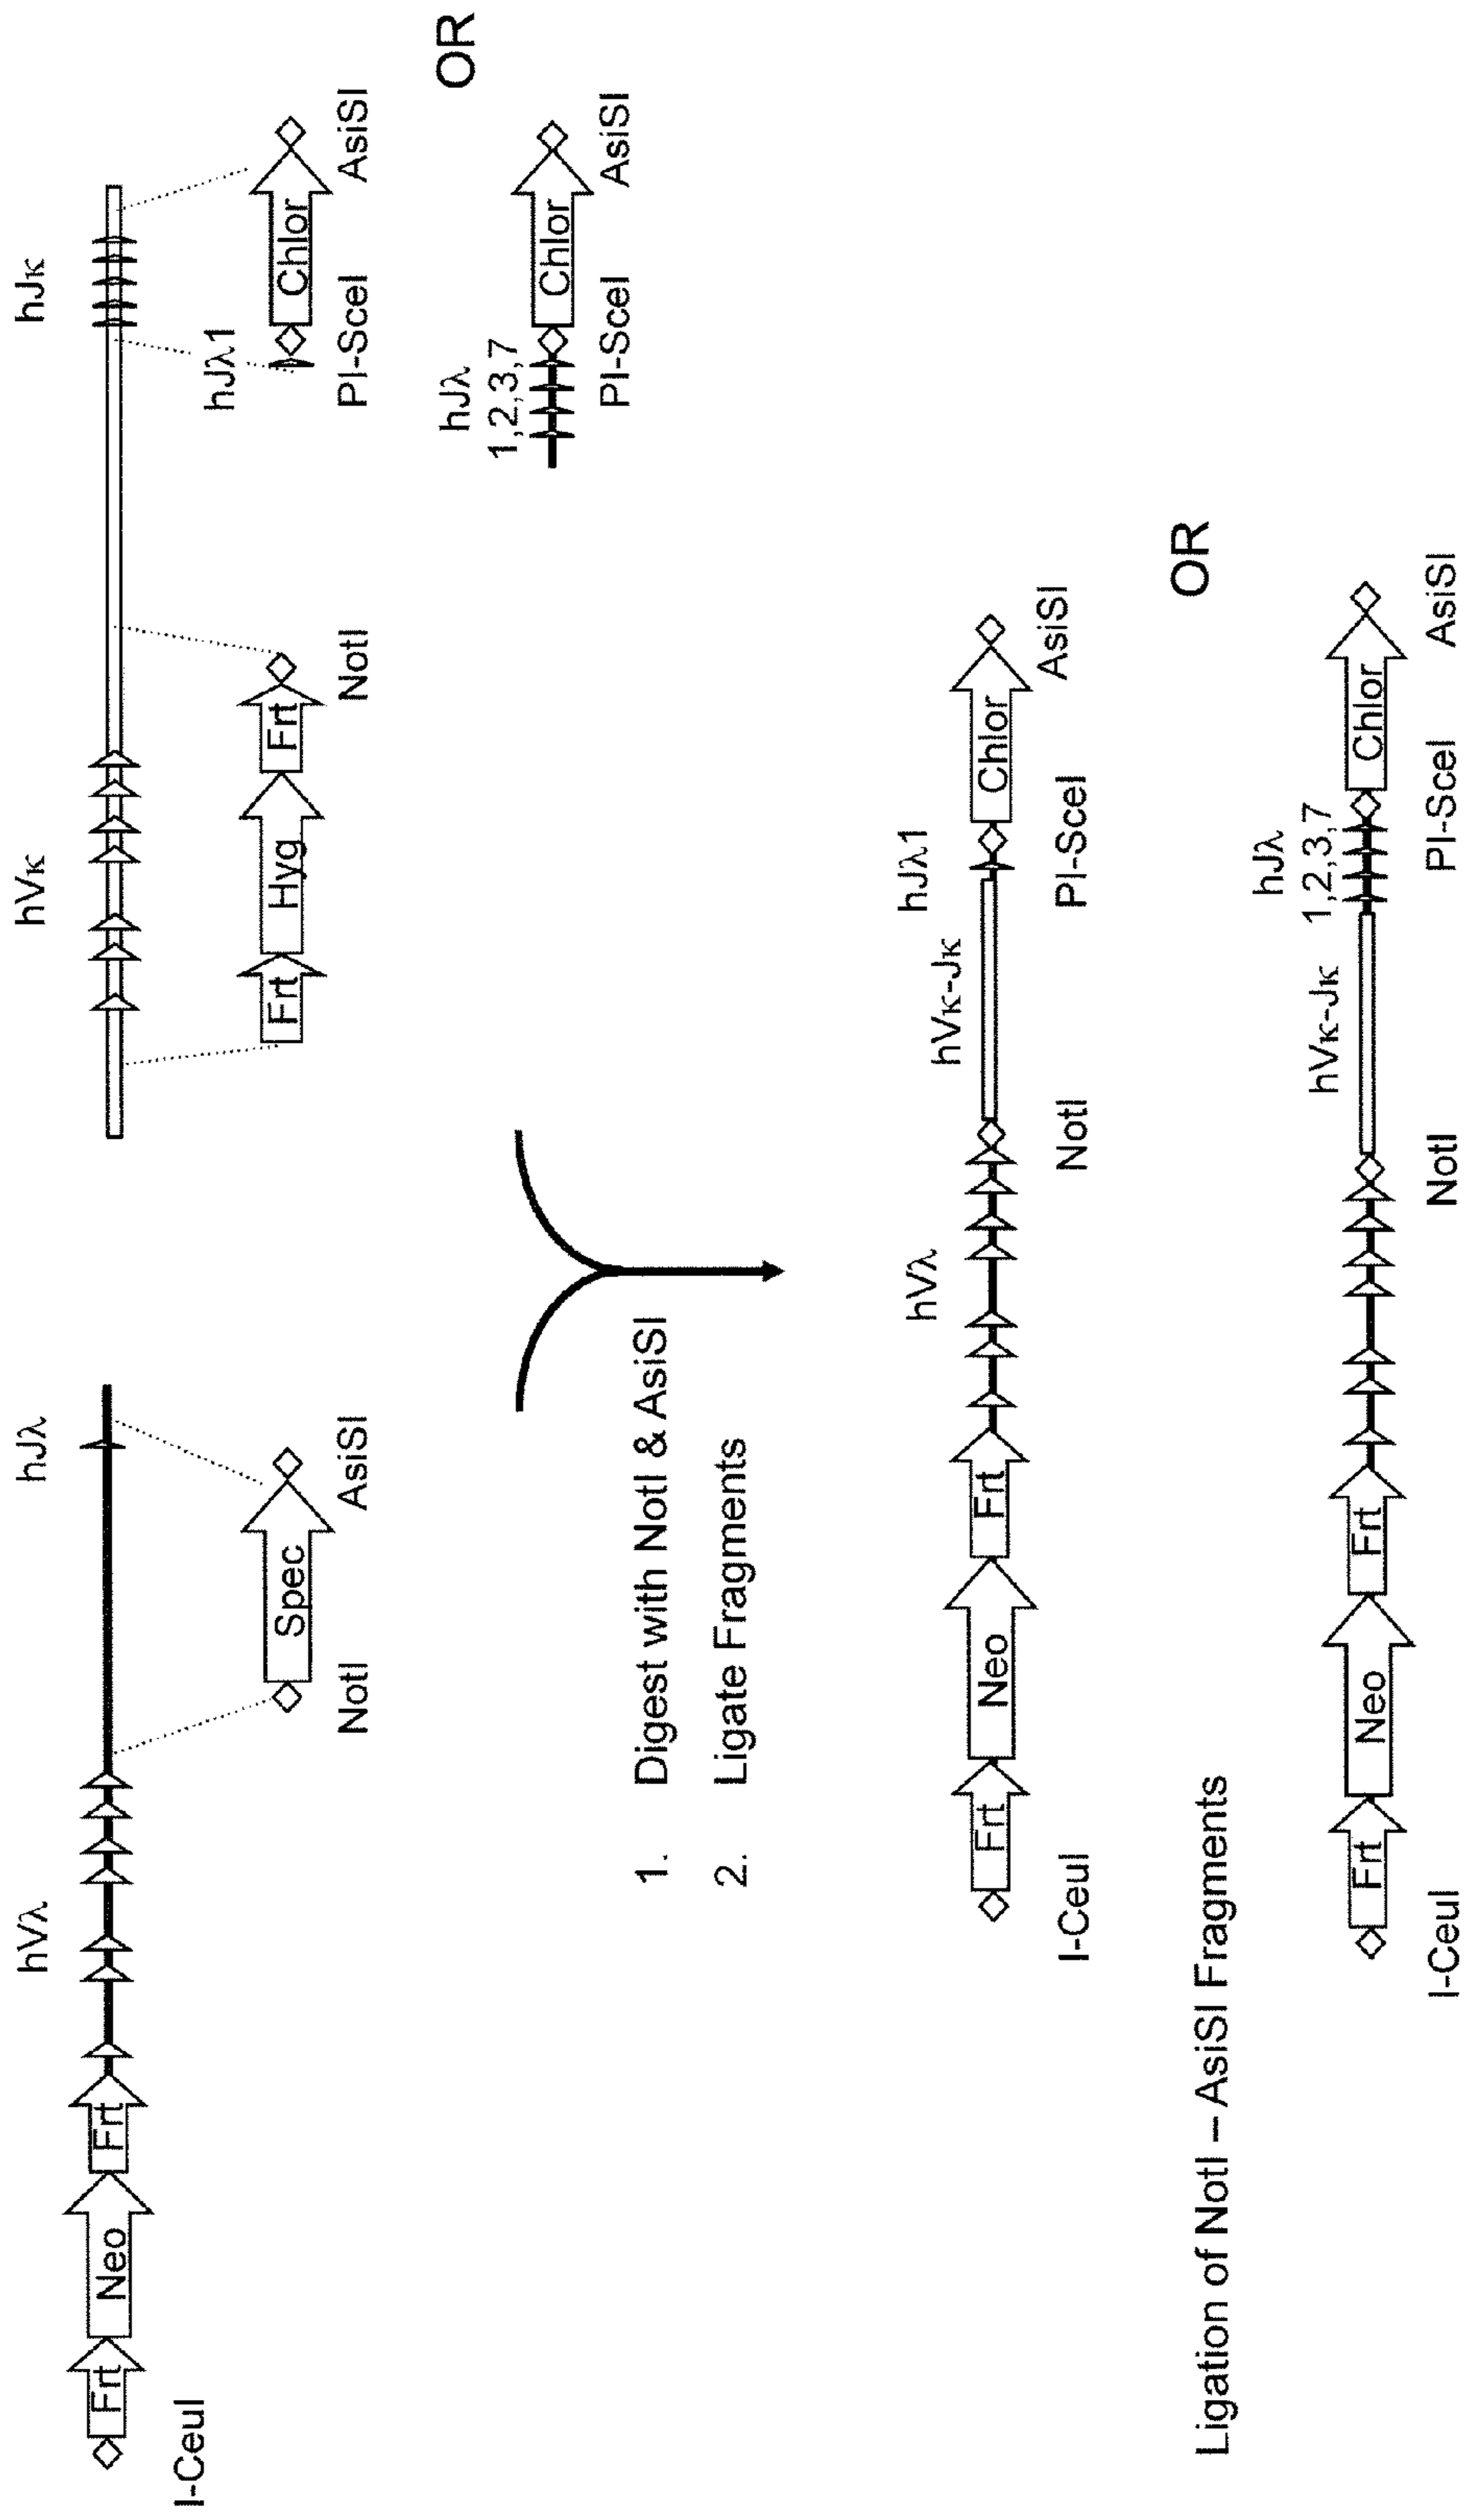 hVλ
hJλ
hVκ
hJκ
Frt
Neo
Frt
I-CeuI
Spec
NotI
AsiSI
Frt
Hyg
Frt
NotI
hJλ1
Chlor
PI-SceI
AsiSI
OR
hJλ
1,2,3,7
Chlor
PI-SceI
AsiSI
1. Digest with NotI & AsiSI
2. Ligate Fragments
hVλ
hVκ-Jκ
hJλ1
Frt
Neo
Frt
Chlor
I-CeuI
NotI
PI-SceI
AsiSI
Ligation of NotI – AsiSI Fragments
OR
hVκ-Jκ
hJλ
1,2,3,7
Frt
Neo
Frt
Chlor
I-CeuI
NotI
PI-SceI
AsiSI